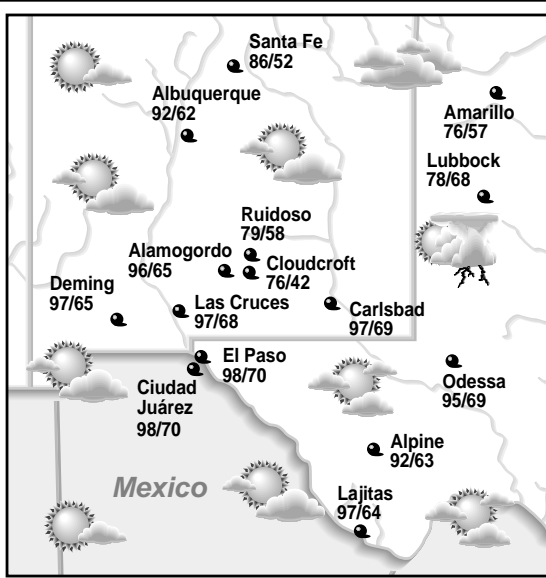 Santa Fe
86/52
Albuquerque
92/62
Amarillo
76/57
Lubbock
78/68
Ruidoso
79/58
Alamogordo
96/65
Cloudcroft
76/42
Deming
97/65
Las Cruces
97/68
Carlsbad
97/69
El Paso
98/70
Ciudad
Juárez
98/70
Odessa
95/69
Alpine
92/63
Mexico
Lajitas
97/64